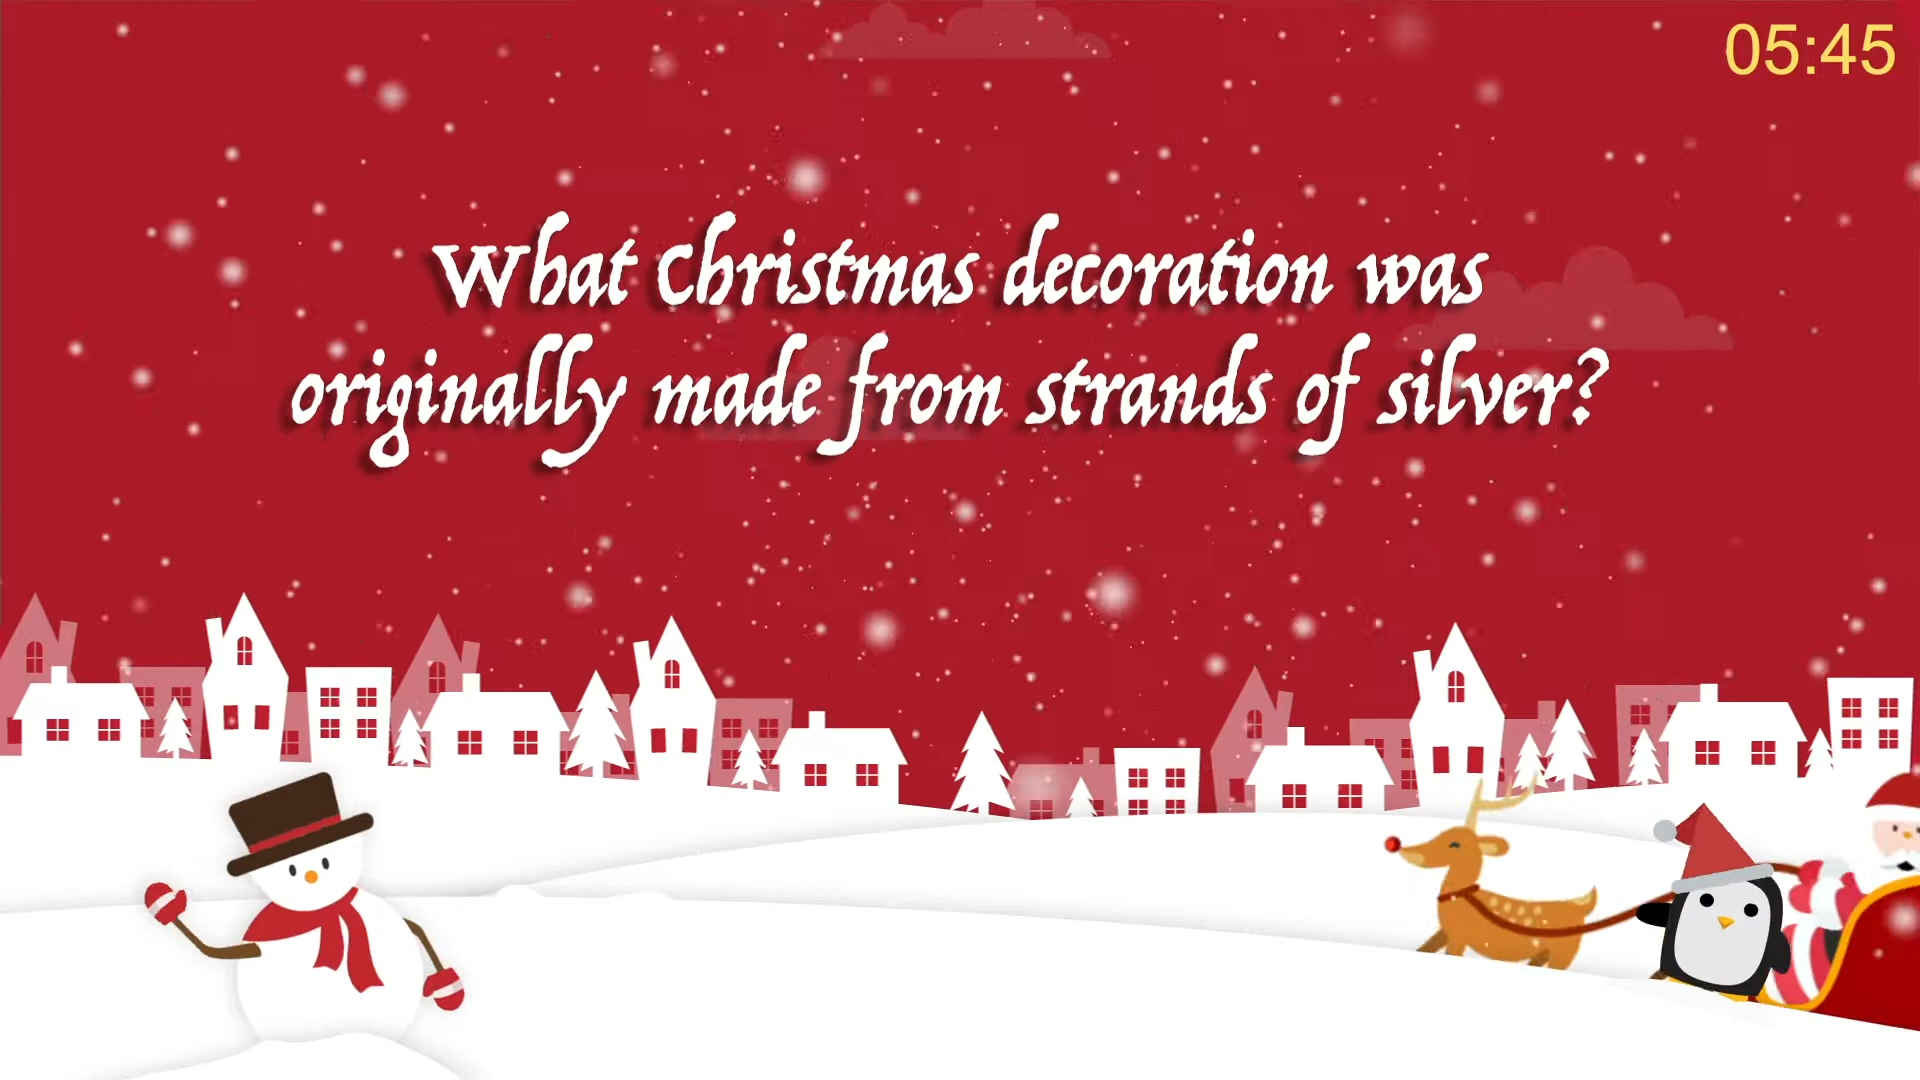 05:45
What Christmas decoration was
originally made from strands of silver?